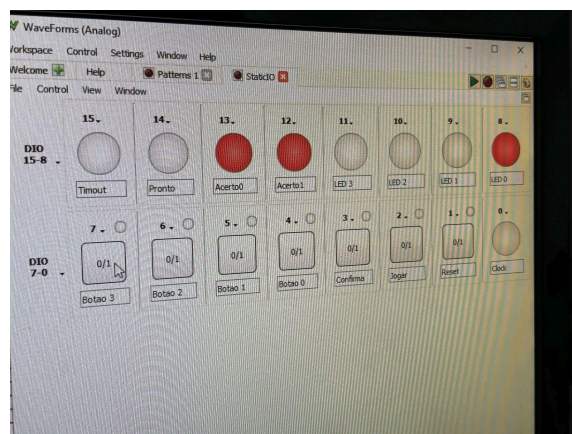 WaveForms (Analog)
Workspace Control Settings Window Help
Welcome Help Patterns 1 StaticIO
File Control View Window
15 14 13 12 11 10 9 8
DIO
15-8
Timout Pronto Acerto0 Acerto1 LED 3 LED 2 LED 1 LED 0
7 6 5 4 3 2 1 0
DIO
7-0
0/1 0/1 0/1 0/1 0/1 0/1 0/1
Botao 3 Botao 2 Botao 1 Botao 0 Confirma Jogar Reset Clock